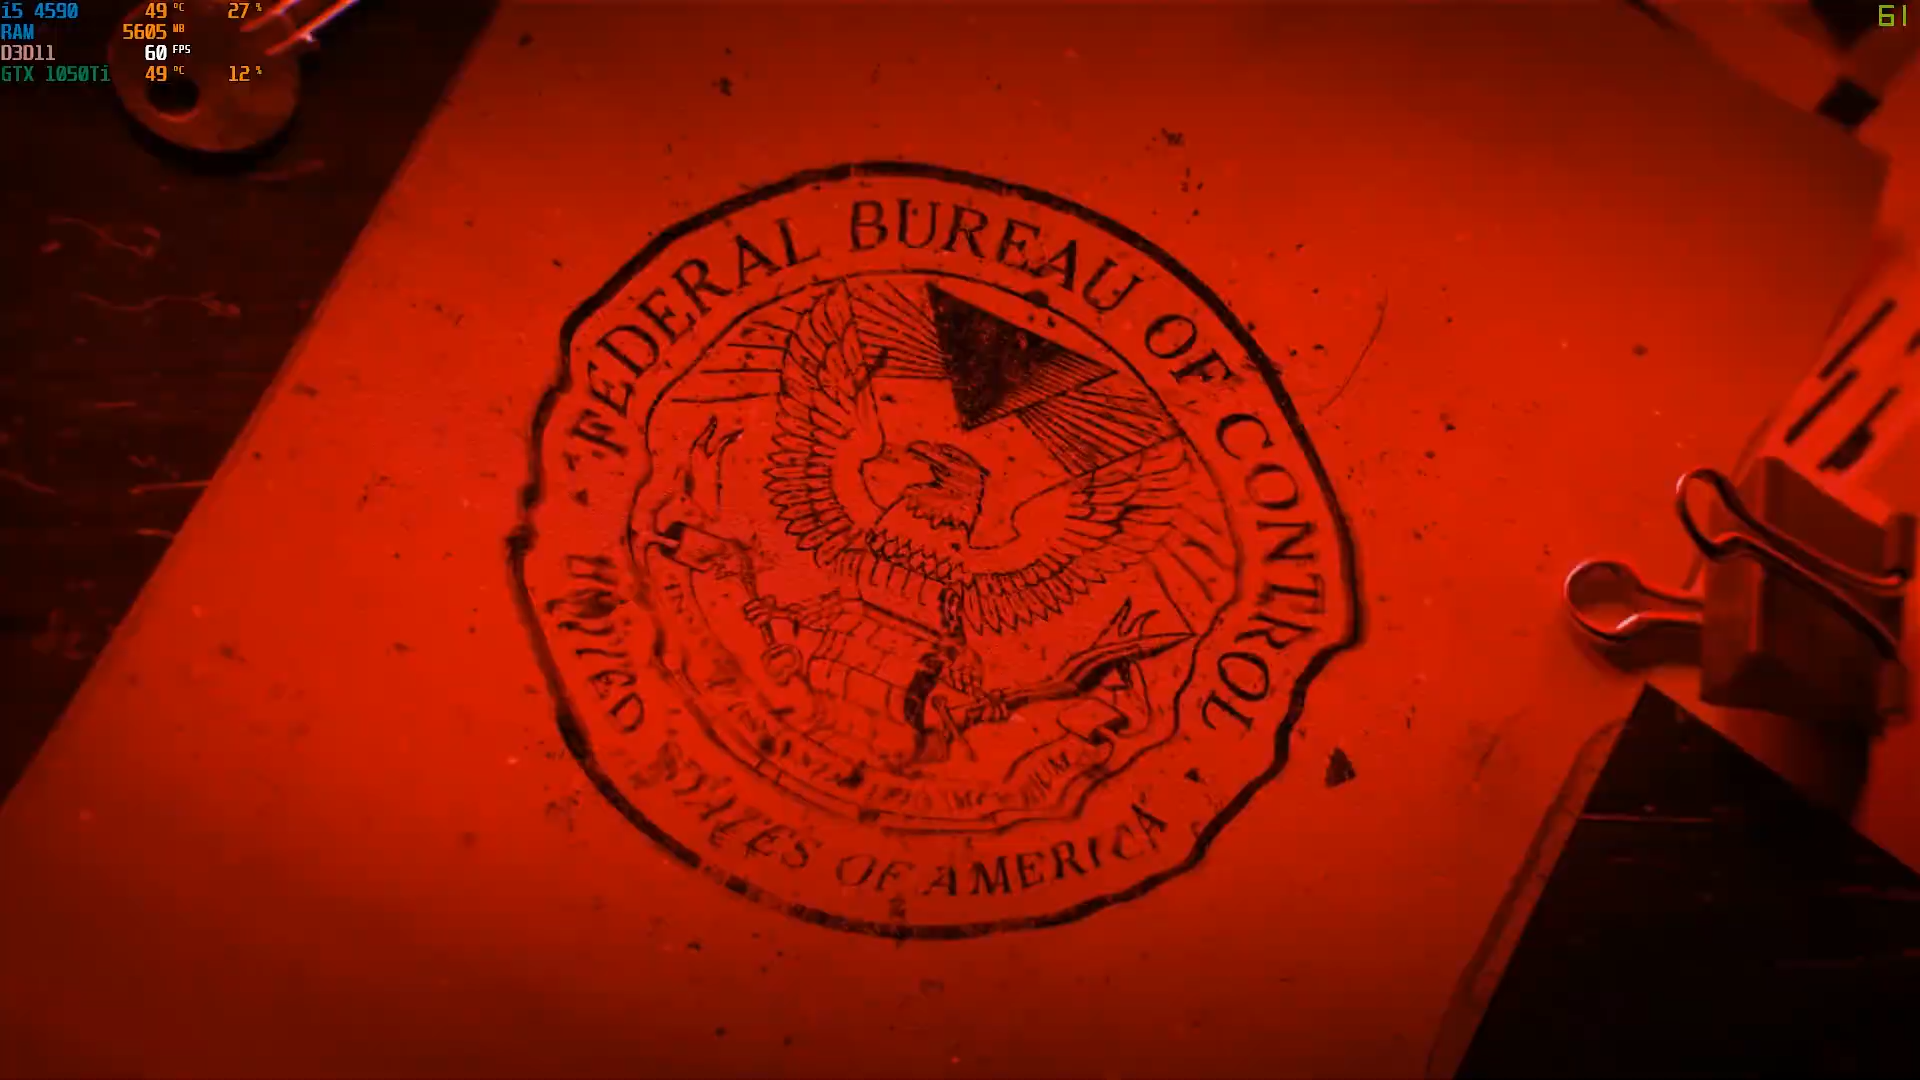 i5 4590 49 °C 27 %
RAM 5605 MB
D3D11 60 FPS
GTX 1050Ti 49 °C 12 %
61
FEDERAL BUREAU OF CONTROL
UNITED STATES OF AMERICA